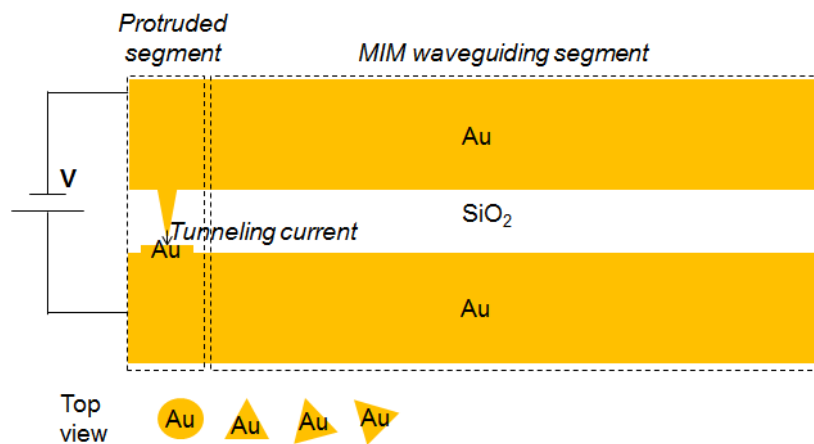 Protruded
segment
MIM waveguiding segment
V
Au
SiO2
Tunneling current
Au
Au
Top
view
Au Au Au Au